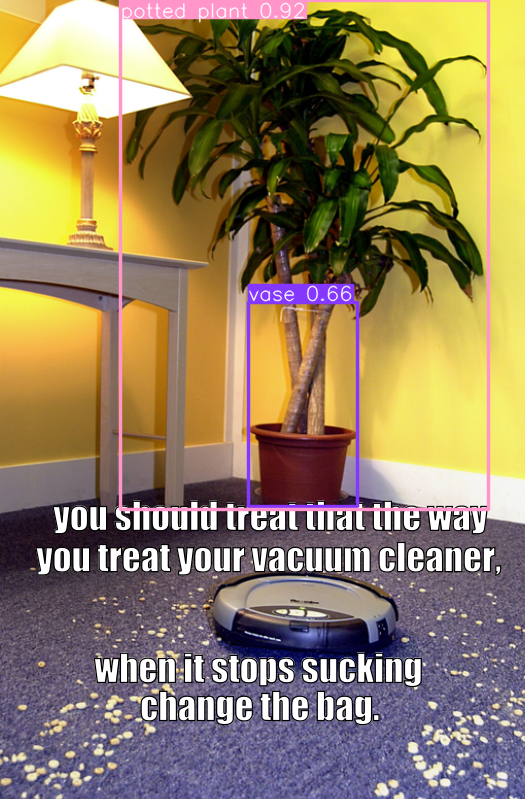 potted plant 0.92
vase 0.66
you should treat that the way
you treat your vacuum cleaner,
when it stops sucking
change the bag.